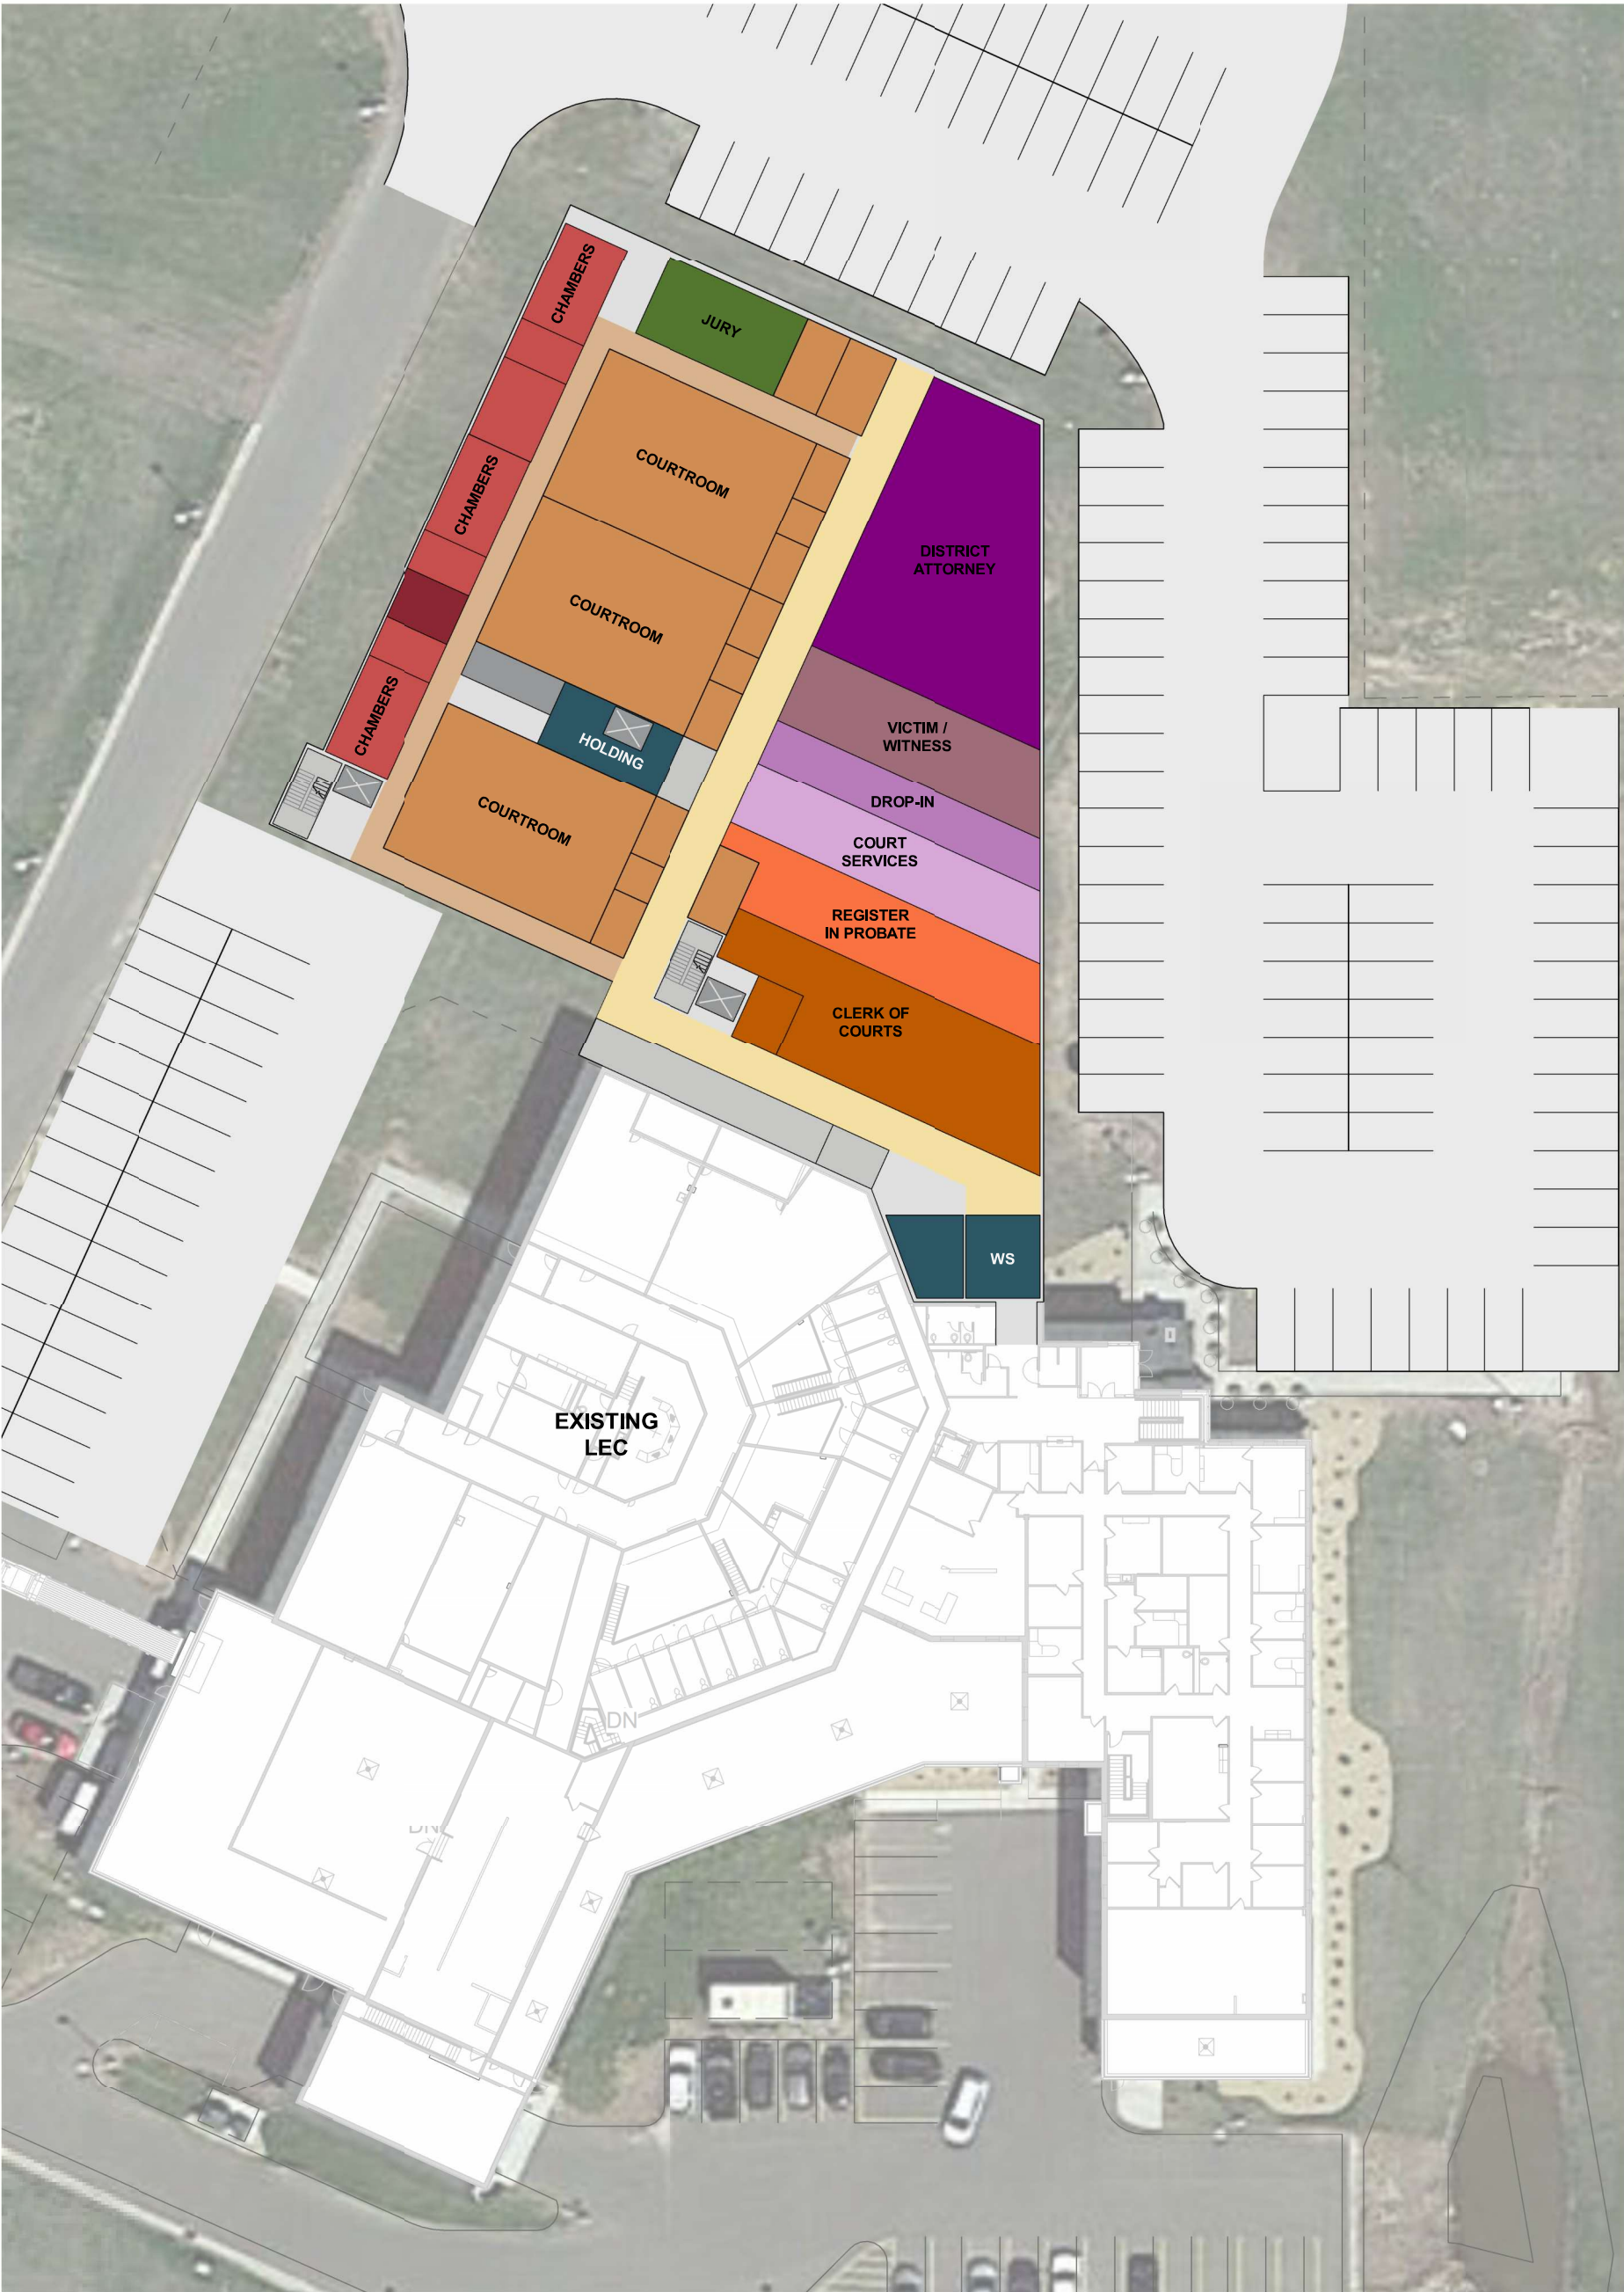 CHAMBERS
JURY
COURTROOM
CHAMBERS
DISTRICT
ATTORNEY
COURTROOM
CHAMBERS
VICTIM /
WITNESS
HOLDING
DROP-IN
COURTROOM
COURT
SERVICES
REGISTER
IN PROBATE
CLERK OF
COURTS
WS
EXISTING
LEC
DN
DN